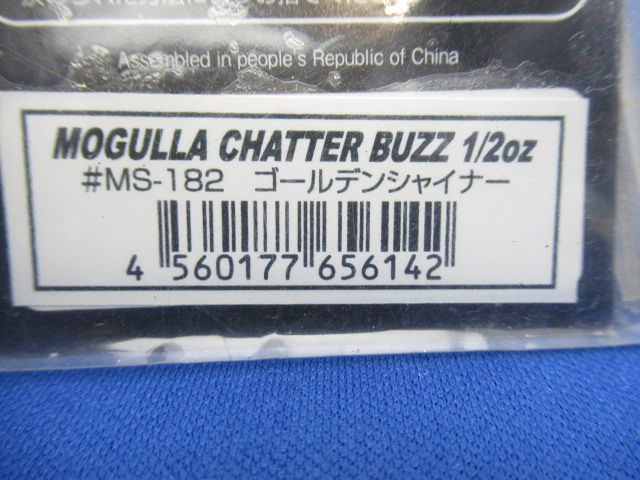 Assembled in people's Republic of China
MOGULLA CHATTER BUZZ 1/2oz
#MS-182 ゴールデンシャイナー
4 560177 656142